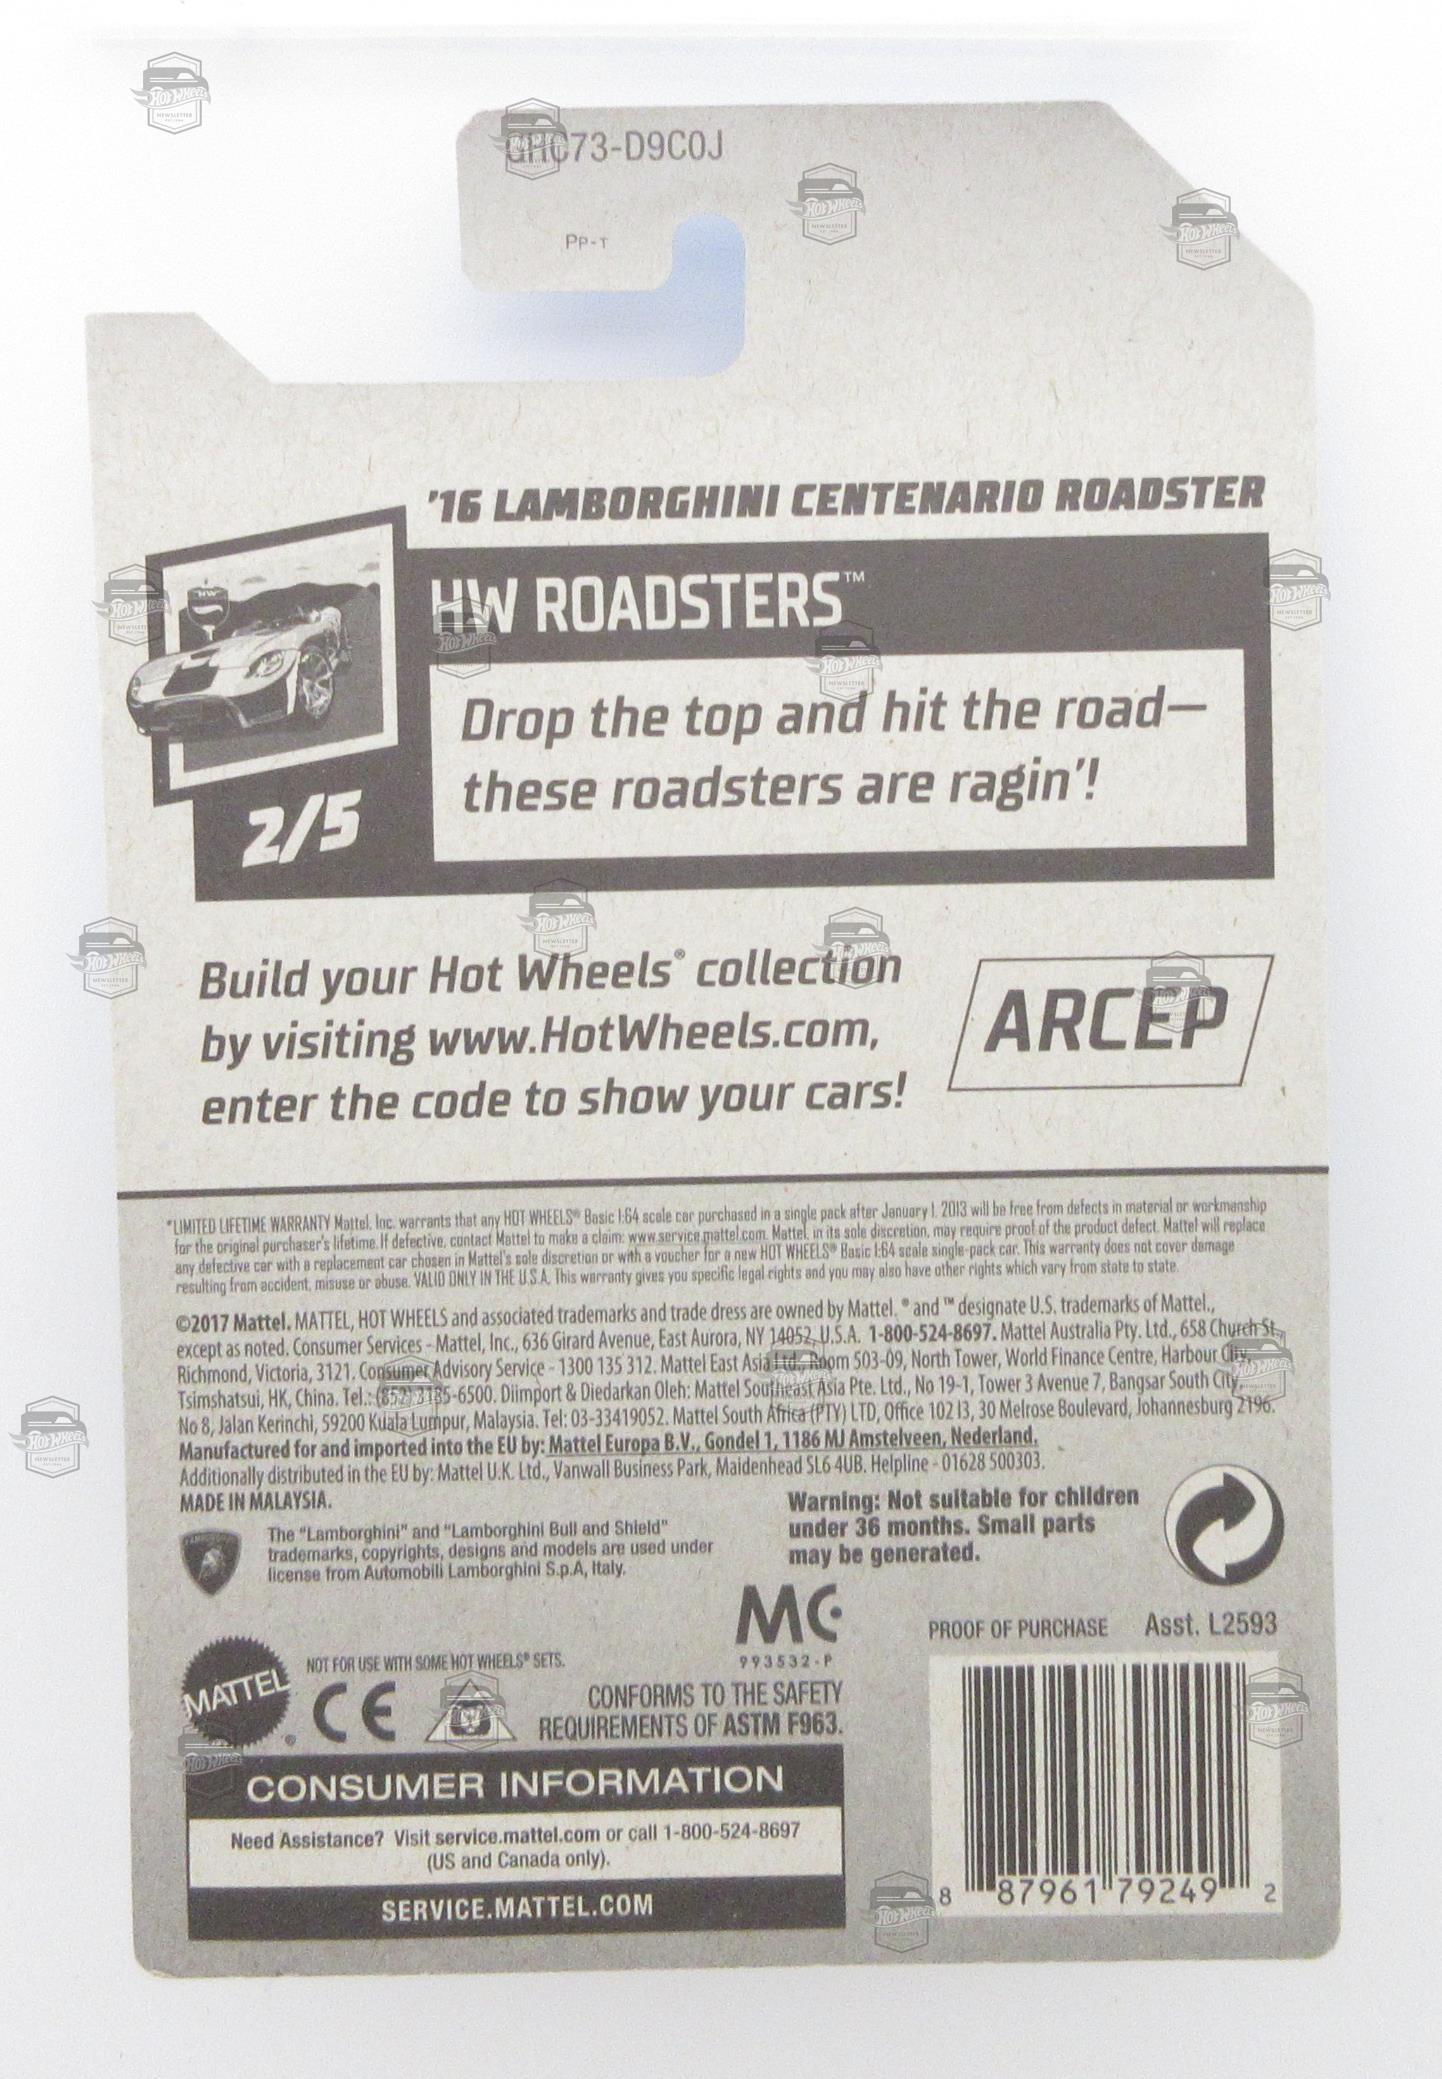 GHC73-D9C0J
PP-T
'16 LAMBORGHINI CENTENARIO ROADSTER
HW ROADSTERS™
Drop the top and hit the road—
these roadsters are ragin'!
HW
2/5
Build your Hot Wheels® collection
by visiting www.HotWheels.com,
enter the code to show your cars!
ARCEP
*LIMITED LIFETIME WARRANTY Mattel, Inc. warrants that any HOT WHEELS® Basic 1:64 scale car purchased in a single pack after January 1, 2013 will be free from defects in material or workmanship
for the original purchaser's lifetime. If defective, contact Mattel to make a claim: www.service.mattel.com. Mattel, in its sole discretion, may require proof of the product defect. Mattel will replace
any defective car with a replacement car chosen in Mattel's sole discretion or with a voucher for a new HOT WHEELS® Basic 1:64 scale single-pack car. This warranty does not cover damage
resulting from accident, misuse or abuse. VALID ONLY IN THE U.S.A. This warranty gives you specific legal rights and you may also have other rights which vary from state to state.
©2017 Mattel. MATTEL, HOT WHEELS and associated trademarks and trade dress are owned by Mattel. ® and ™ designate U.S. trademarks of Mattel.,
except as noted. Consumer Services - Mattel, Inc., 636 Girard Avenue, East Aurora, NY 14052, U.S.A. 1-800-524-8697. Mattel Australia Pty. Ltd., 658 Church St.,
Richmond, Victoria, 3121. Consumer Advisory Service - 1300 135 312. Mattel East Asia Ltd., Room 503-09, North Tower, World Finance Centre, Harbour City,
Tsimshatsui, HK, China. Tel.: (852) 3185-6500. Diimport & Diedarkan Oleh: Mattel Southeast Asia Pte. Ltd., No 19-1, Tower 3 Avenue 7, Bangsar South City,
No 8, Jalan Kerinchi, 59200 Kuala Lumpur, Malaysia. Tel: 03-33419052. Mattel South Africa (PTY) LTD, Office 102 I3, 30 Melrose Boulevard, Johannesburg 2196.
Manufactured for and imported into the EU by: Mattel Europa B.V., Gondel 1, 1186 MJ Amstelveen, Nederland.
Additionally distributed in the EU by: Mattel U.K. Ltd., Vanwall Business Park, Maidenhead SL6 4UB. Helpline - 01628 500303.
MADE IN MALAYSIA.
The "Lamborghini" and "Lamborghini Bull and Shield"
trademarks, copyrights, designs and models are used under
license from Automobili Lamborghini S.p.A, Italy.
Warning: Not suitable for children
under 36 months. Small parts
may be generated.
MC
993532-P
PROOF OF PURCHASE Asst. L2593
MATTEL®
NOT FOR USE WITH SOME HOT WHEELS® SETS.
CE
CONFORMS TO THE SAFETY
REQUIREMENTS OF ASTM F963.
CONSUMER INFORMATION
Need Assistance? Visit service.mattel.com or call 1-800-524-8697
(US and Canada only).
SERVICE.MATTEL.COM
8 87961 79249 2